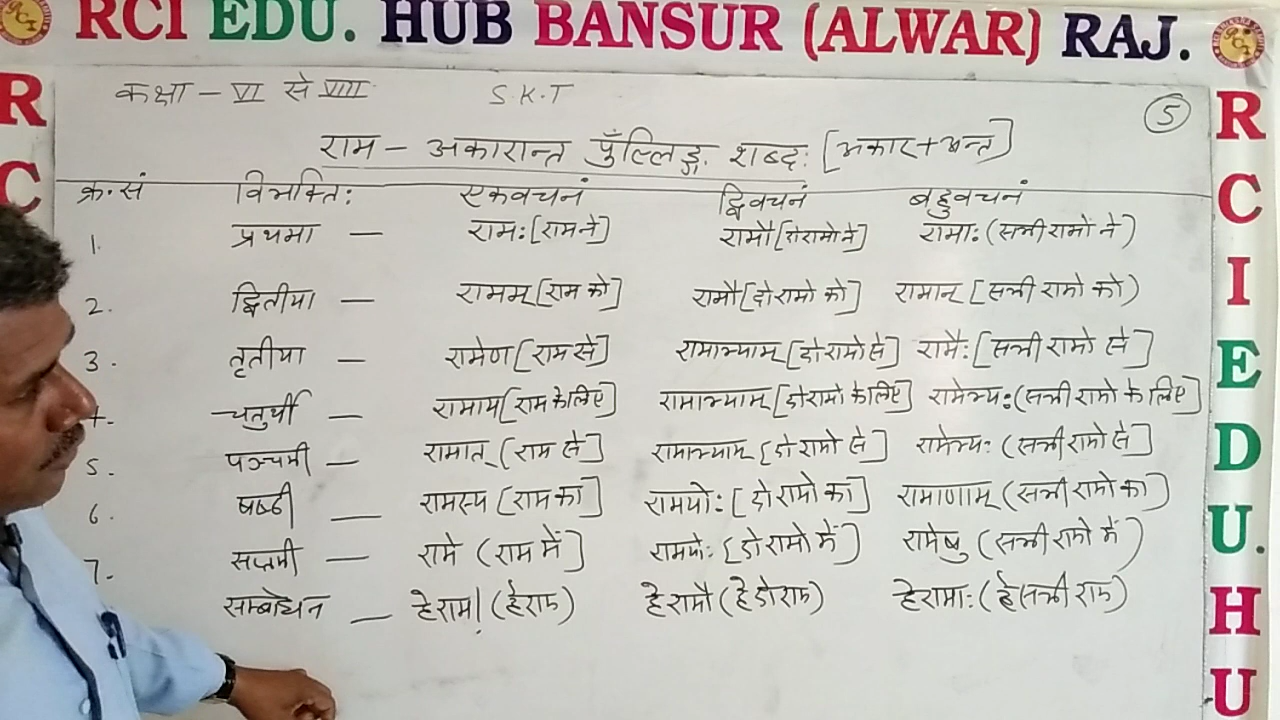 RCI EDU. HUB BANSUR (ALWAR) RAJ.
कक्षा – VI से VIII S.K.T 5
राम – अकारान्त पुँल्लिङ्ग शब्दः [अकार+अन्त]
क्र.सं विभक्तिः एकवचनं द्विवचनं बहुवचनं
1. प्रथमा — रामः [राम ने] रामौ [दो रामो ने] रामाः (सभी रामों ने)
2. द्वितीया — रामम् [राम को] रामौ [दो रामो को] रामान् [सभी रामो को)
3. तृतीया — रामेण [राम से] रामाभ्याम् [दो रामो से] रामैः [सभी रामो से]
4. चतुर्थी — रामाय [राम के लिए] रामाभ्याम् [दो रामो के लिए] रामेभ्यः (सभी रामो के लिए]
5. पञ्चमी — रामात् [राम से] रामाभ्याम् [दो रामो से] रामेभ्यः (सभी रामो से]
6. षष्ठी — रामस्य [राम का] रामयोः [दो रामो का] रामाणाम् (सभी रामो का)
7. सप्तमी — रामे (राम में] रामयोः [दो रामो में] रामेषु (सभी रामो में)
सम्बोधन — हे राम! (हे राम) हे रामौ (हे दो राम) हे रामाः (हे सभी राम)
R
C
R
C
I
E
D
U.
H
U